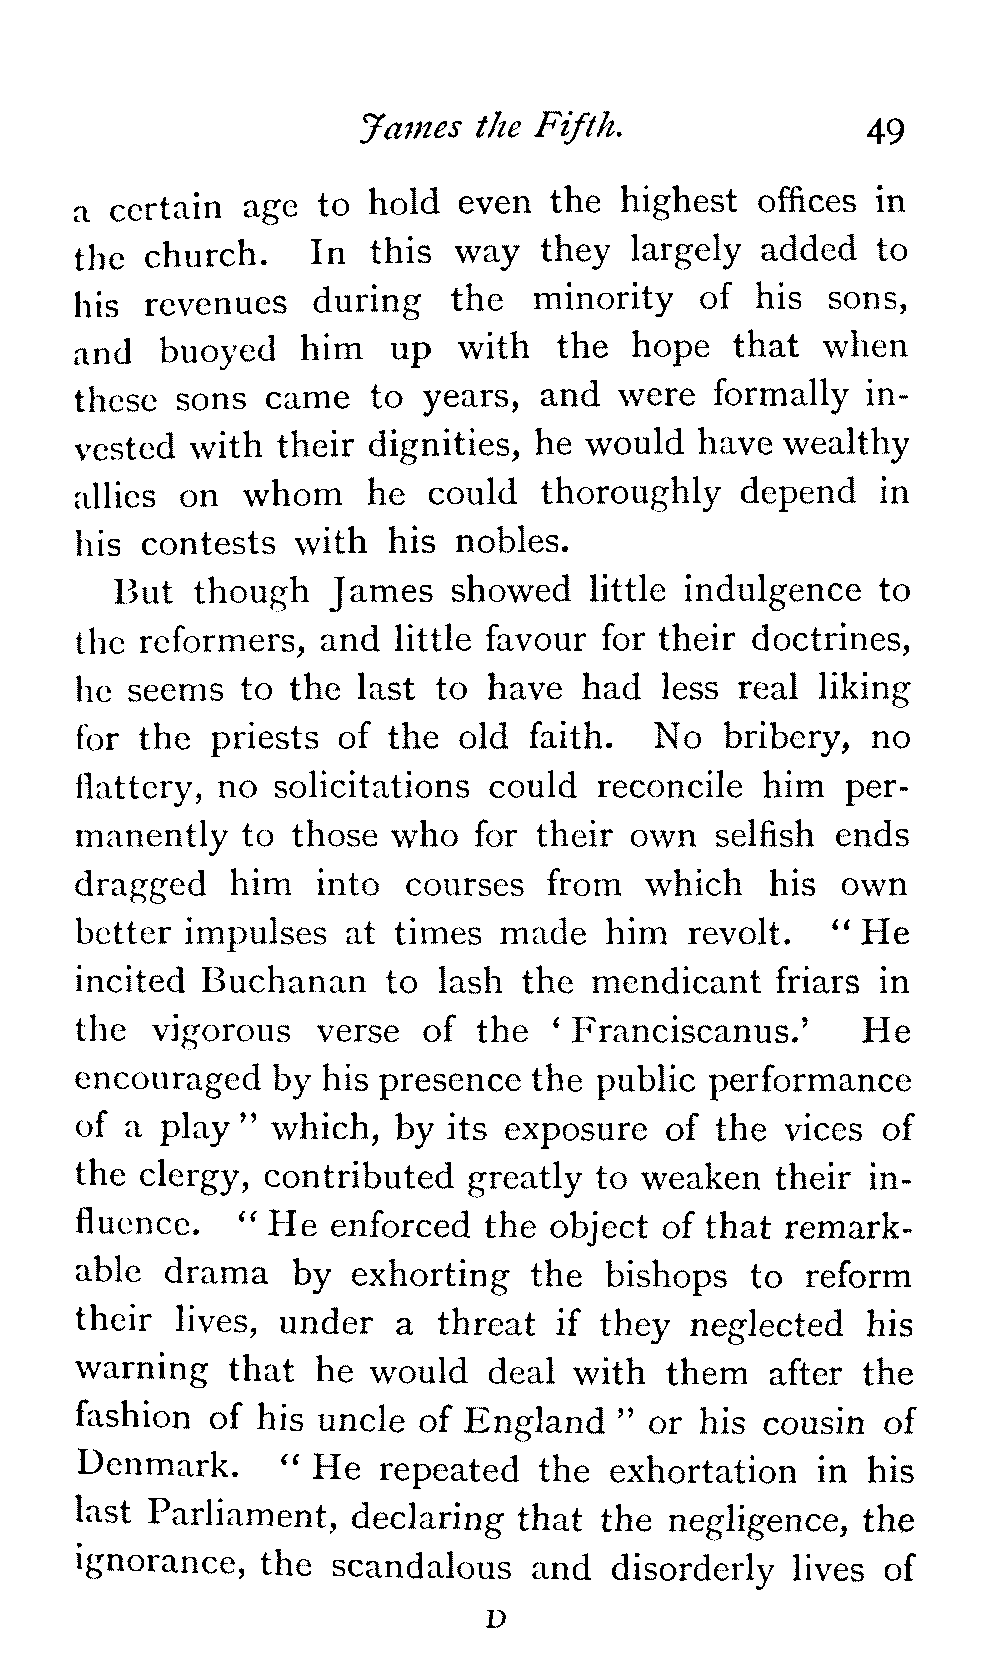 James the Fifth. 49
a certain age to hold even the highest offices in
the church. In this way they largely added to
his revenues during the minority of his sons,
and buoyed him up with the hope that when
these sons came to years, and were formally in-
vested with their dignities, he would have wealthy
allies on whom he could thoroughly depend in
his contests with his nobles.
But though James showed little indulgence to
the reformers, and little favour for their doctrines,
he seems to the last to have had less real liking
for the priests of the old faith. No bribery, no
flattery, no solicitations could reconcile him per-
manently to those who for their own selfish ends
dragged him into courses from which his own
better impulses at times made him revolt. “ He
incited Buchanan to lash the mendicant friars in
the vigorous verse of the ‘ Franciscanus.’ He
encouraged by his presence the public performance
of a play ” which, by its exposure of the vices of
the clergy, contributed greatly to weaken their in-
fluence. “ He enforced the object of that remark-
able drama by exhorting the bishops to reform
their lives, under a threat if they neglected his
warning that he would deal with them after the
fashion of his uncle of England ” or his cousin of
Denmark. “ He repeated the exhortation in his
last Parliament, declaring that the negligence, the
ignorance, the scandalous and disorderly lives of
D